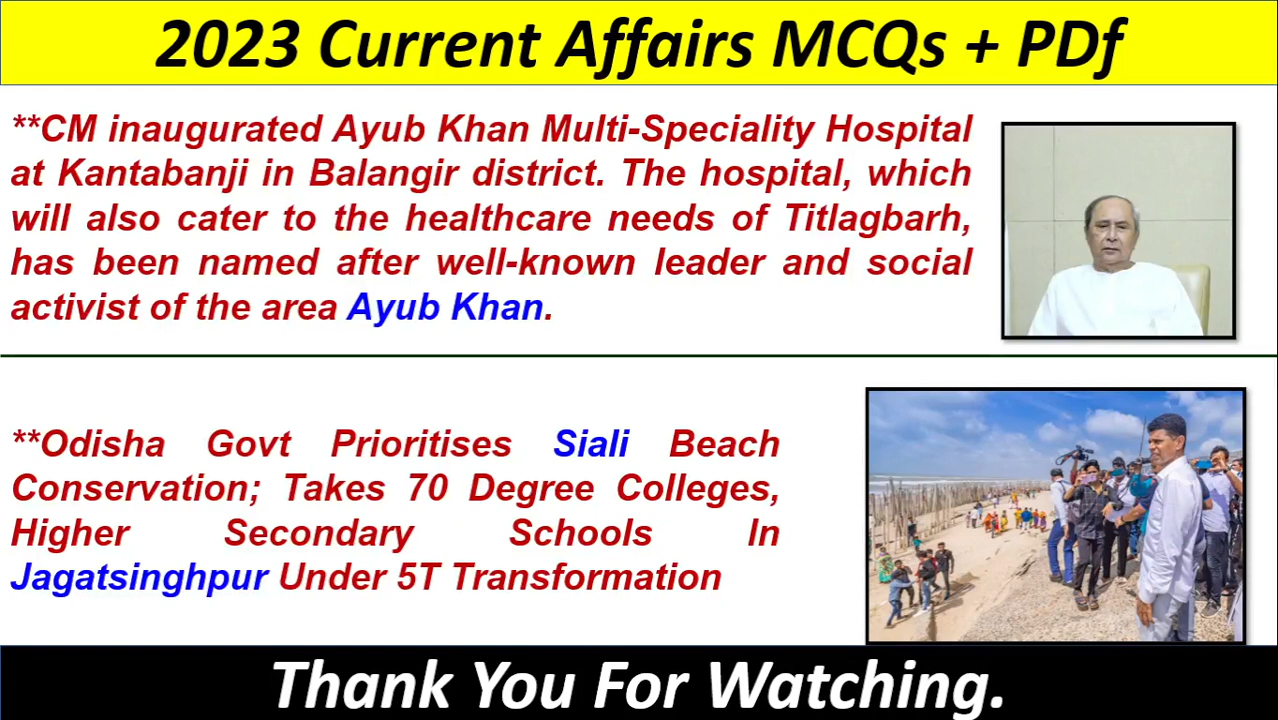 2023 Current Affairs MCQs + PDf
**CM inaugurated Ayub Khan Multi-Speciality Hospital
at Kantabanji in Balangir district. The hospital, which
will also cater to the healthcare needs of Titlagbarh,
has been named after well-known leader and social
activist of the area Ayub Khan.
**Odisha Govt Prioritises Siali Beach
Conservation; Takes 70 Degree Colleges,
Higher Secondary Schools In
Jagatsinghpur Under 5T Transformation
Thank You For Watching.